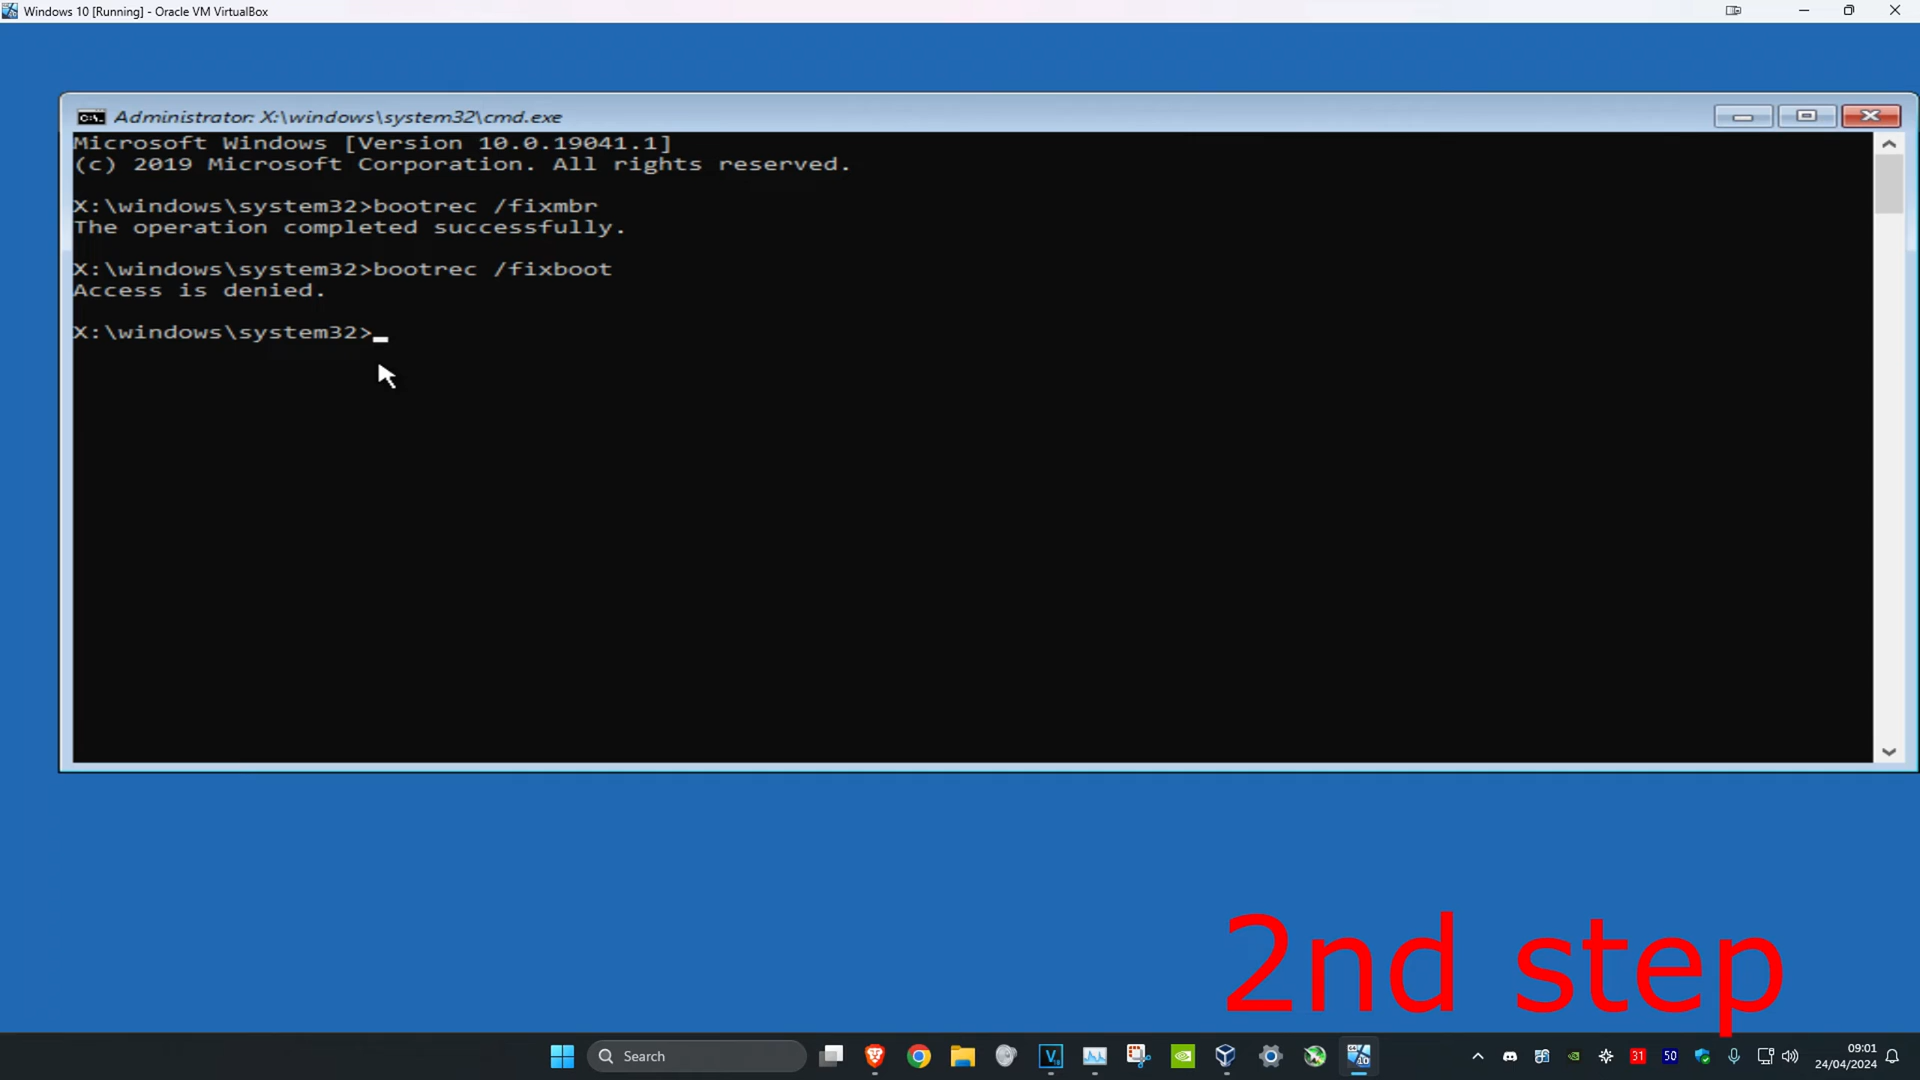 Windows 10 [Running] - Oracle VM VirtualBox
Administrator: X:\windows\system32\cmd.exe
Microsoft Windows [Version 10.0.19041.1]
(c) 2019 Microsoft Corporation. All rights reserved.
X:\windows\system32>bootrec /fixmbr
The operation completed successfully.
X:\windows\system32>bootrec /fixboot
Access is denied.
X:\windows\system32>
2nd step
Search
31
50
09:01
24/04/2024